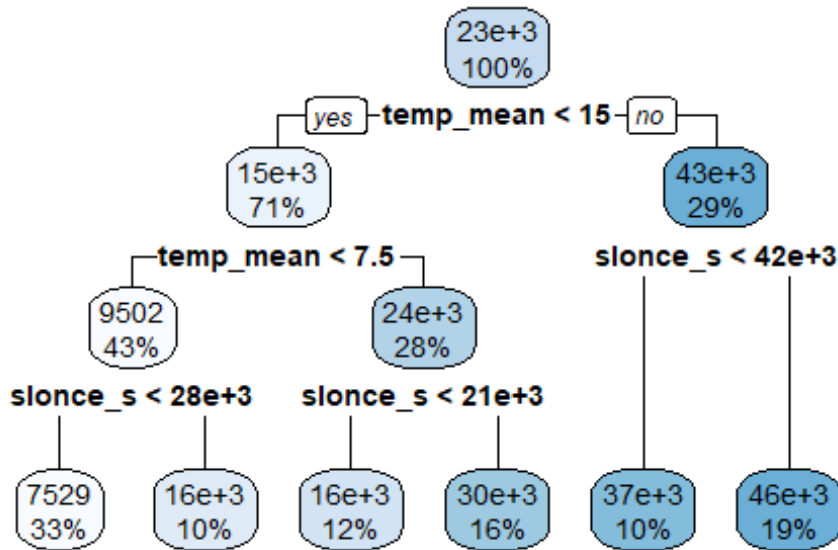 23e+3
100%
yes temp_mean < 15 no
15e+3
71%
43e+3
29%
temp_mean < 7.5
slonce_s < 42e+3
9502
43%
24e+3
28%
slonce_s < 28e+3
slonce_s < 21e+3
7529
33%
16e+3
10%
16e+3
12%
30e+3
16%
37e+3
10%
46e+3
19%